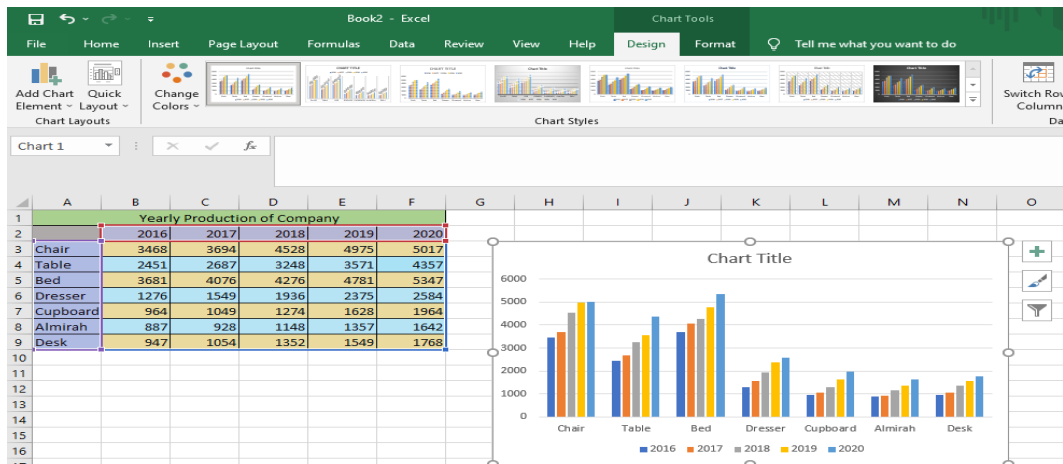 Book2 - Excel
Chart Tools
File Home Insert Page Layout Formulas Data Review View Help Design Format Tell me what you want to do
Add Chart Element
Quick Layout
Change Colors
Switch Row
Column
Chart Layouts
Chart Styles
Da
Chart 1
fx
A B C D E F G H I J K L M N O
1 Yearly Production of Company
2 2016 2017 2018 2019 2020
3 Chair 3468 3694 4528 4975 5017
4 Table 2451 2687 3248 3571 4357
5 Bed 3681 4076 4276 4781 5347
6 Dresser 1276 1549 1936 2375 2584
7 Cupboard 964 1049 1274 1628 1964
8 Almirah 887 928 1148 1357 1642
9 Desk 947 1054 1352 1549 1768
10
11
12
13
14
15
16
Chart Title
6000
5000
4000
3000
2000
1000
0
Chair Table Bed Dresser Cupboard Almirah Desk
2016 2017 2018 2019 2020